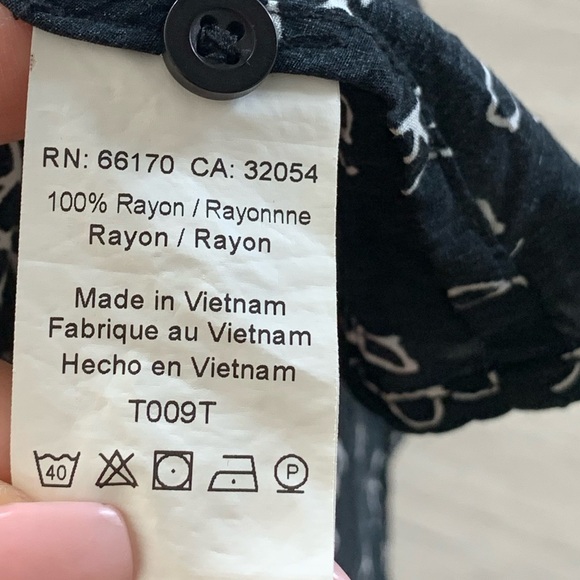 RN: 66170 CA: 32054
100% Rayon / Rayonnne
Rayon / Rayon
Made in Vietnam
Fabrique au Vietnam
Hecho en Vietnam
T009T
40 P